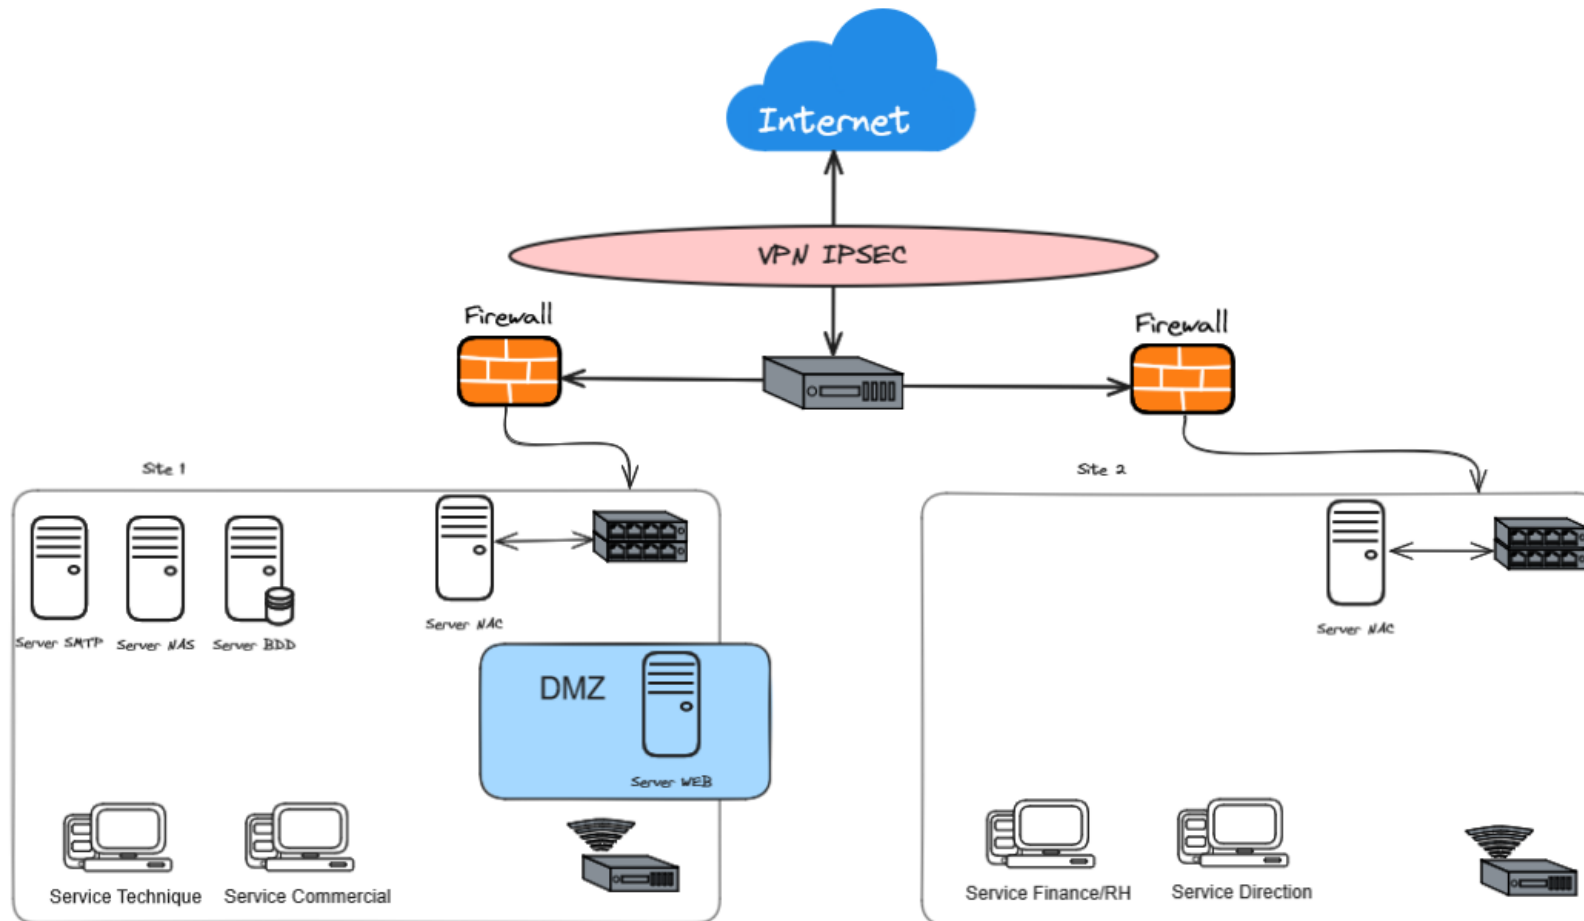 Internet
VPN IPSEC
Firewall
Firewall
Site 1
Site 2
Server SMTP
Server NAS
Server BDD
Server NAC
Server NAC
DMZ
Server WEB
Service Technique
Service Commercial
Service Finance/RH
Service Direction